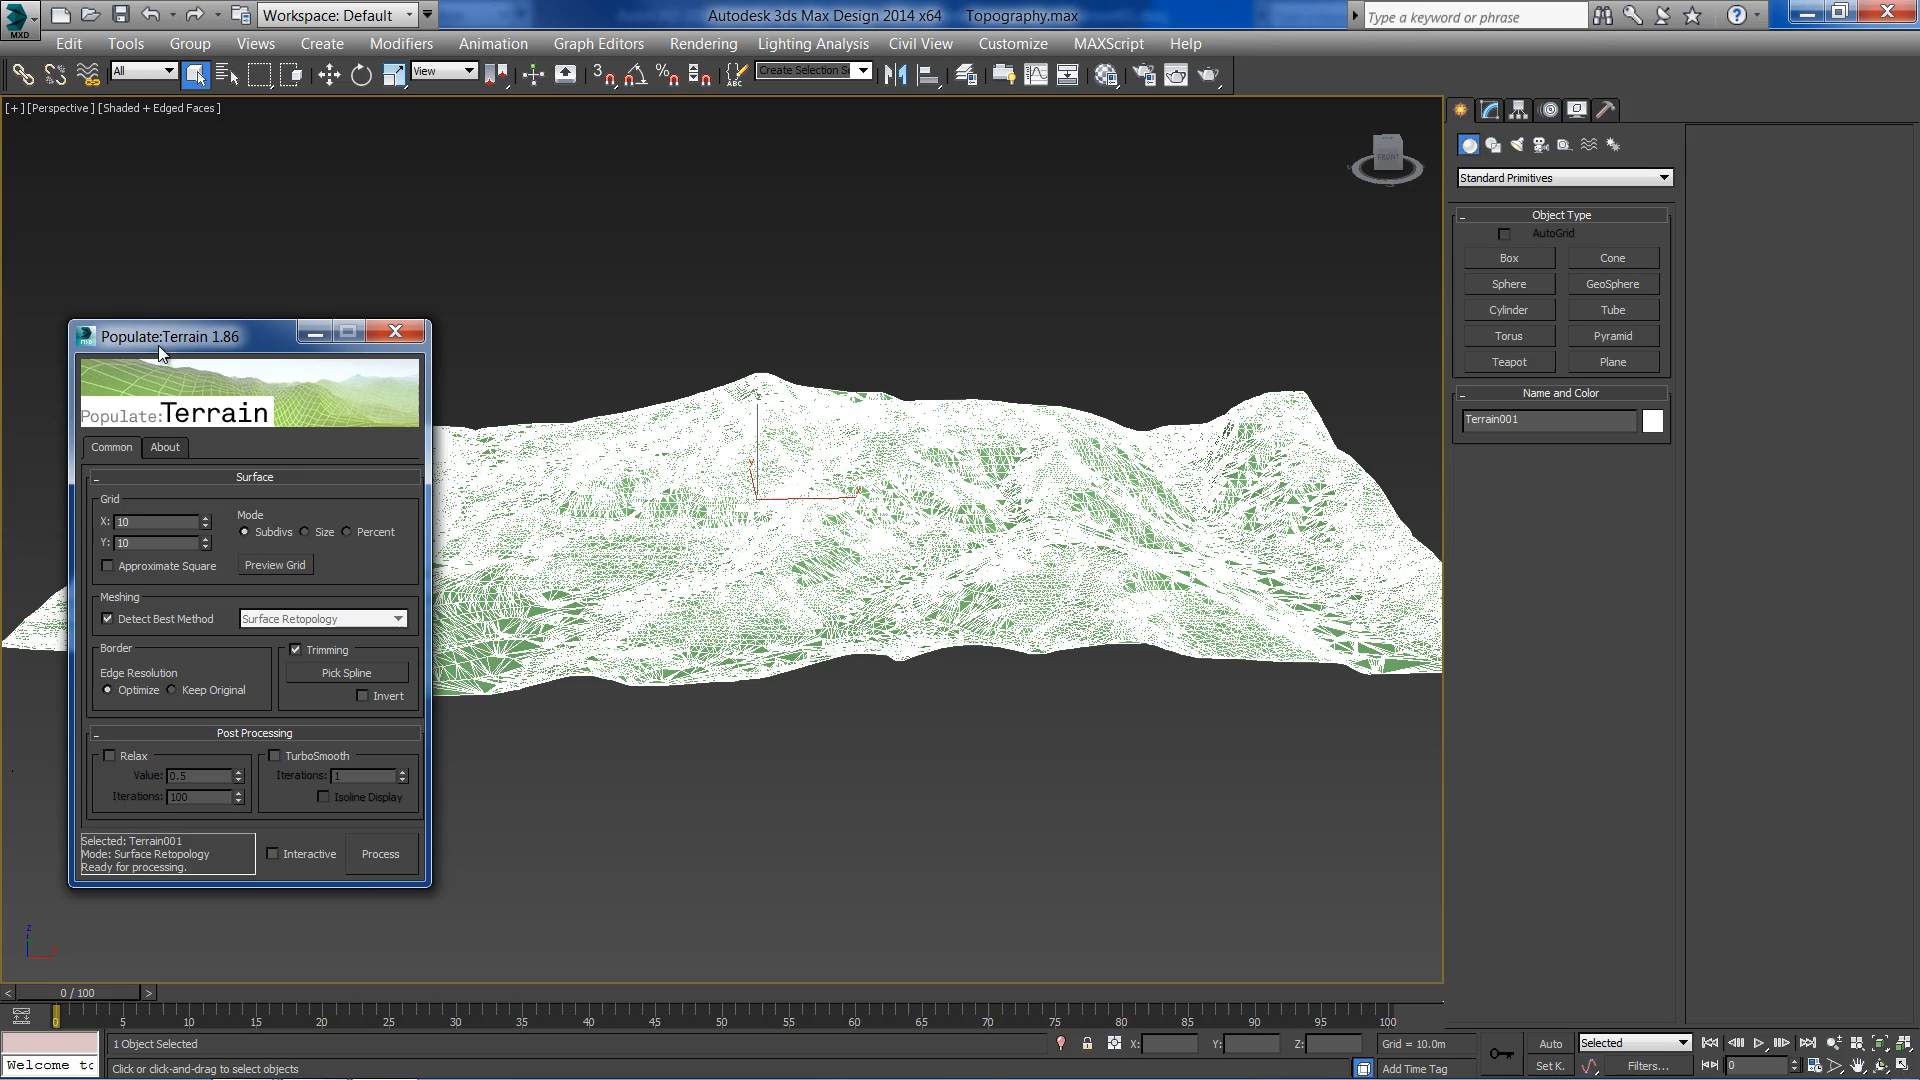 MXD
Workspace: Default
Autodesk 3ds Max Design 2014 x64 Topography.max
Type a keyword or phrase
Edit Tools Group Views Create Modifiers Animation Graph Editors Rendering Lighting Analysis Civil View Customize MAXScript Help
All
View
3
ABC
Create Selection S
[+] [Perspective] [Shaded + Edged Faces]
FRONT
Standard Primitives
Object Type
AutoGrid
Box Cone
Sphere GeoSphere
Cylinder Tube
Torus Pyramid
Teapot Plane
Name and Color
Terrain001
Populate:Terrain 1.86
Populate:Terrain
Common About
Surface
Grid
X: 10
Y: 10
Mode
Subdivs Size Percent
Approximate Square Preview Grid
Meshing
Detect Best Method Surface Retopology
Border
Edge Resolution
Optimize Keep Original
Trimming
Pick Spline
Invert
Post Processing
Relax
Value: 0.5
Iterations: 100
TurboSmooth
Iterations: 1
Isoline Display
Selected: Terrain001
Mode: Surface Retopology
Ready for processing.
Interactive Process
z
x
z
0 / 100
0 5 10 15 20 25 30 35 40 45 50 55 60 65 70 75 80 85 90 95 100
1 Object Selected
X: Y: Z: Grid = 10.0m
Auto Selected
Welcome to
Click or click-and-drag to select objects
Add Time Tag
Set K. Filters... 0